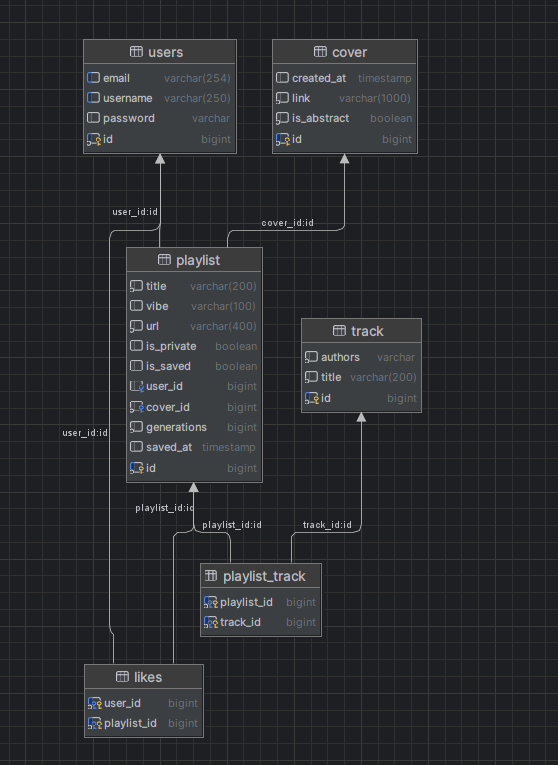 users
email varchar(254)
username varchar(250)
password varchar
id bigint
cover
created_at timestamp
link varchar(1000)
is_abstract boolean
id bigint
user_id:id
cover_id:id
playlist
title varchar(200)
vibe varchar(100)
url varchar(400)
is_private boolean
is_saved boolean
user_id bigint
cover_id bigint
generations bigint
saved_at timestamp
id bigint
track
authors varchar
title varchar(200)
id bigint
user_id:id
playlist_id:id
playlist_id:id
track_id:id
playlist_track
playlist_id bigint
track_id bigint
likes
user_id bigint
playlist_id bigint